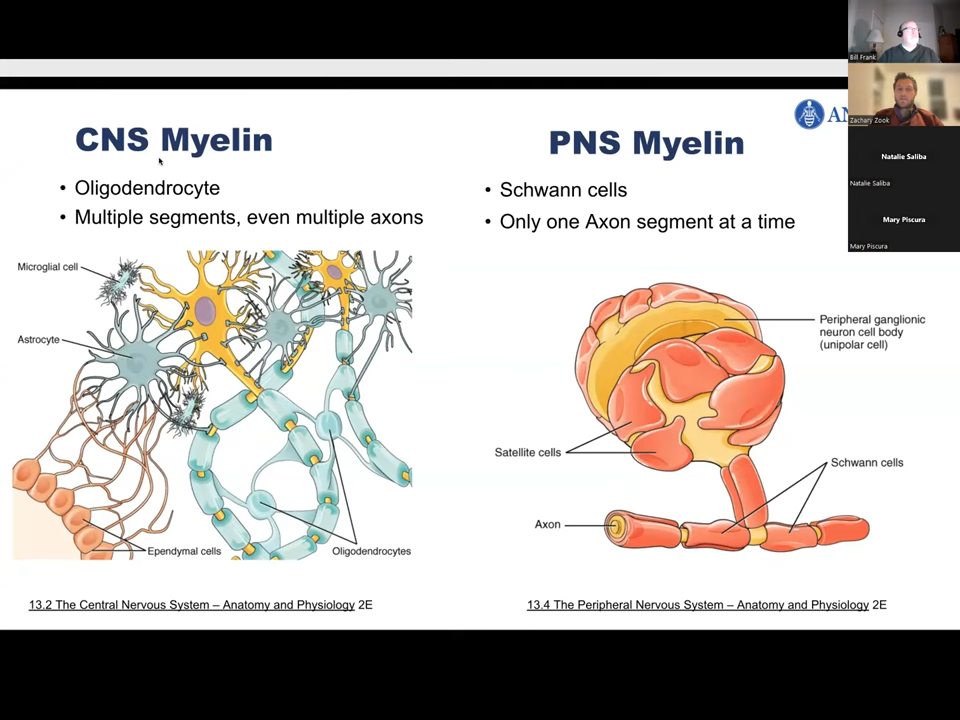 Bill Frank
Zachary Zook
Natalie Saliba
Natalie Saliba
Mary Piscura
Mary Piscura
CNS Myelin
• Oligodendrocyte
• Multiple segments, even multiple axons
Microglial cell
Astrocyte
Ependymal cells
Oligodendrocytes
13.2 The Central Nervous System – Anatomy and Physiology 2E
PNS Myelin
• Schwann cells
• Only one Axon segment at a time
Peripheral ganglionic
neuron cell body
(unipolar cell)
Satellite cells
Schwann cells
Axon
13.4 The Peripheral Nervous System – Anatomy and Physiology 2E